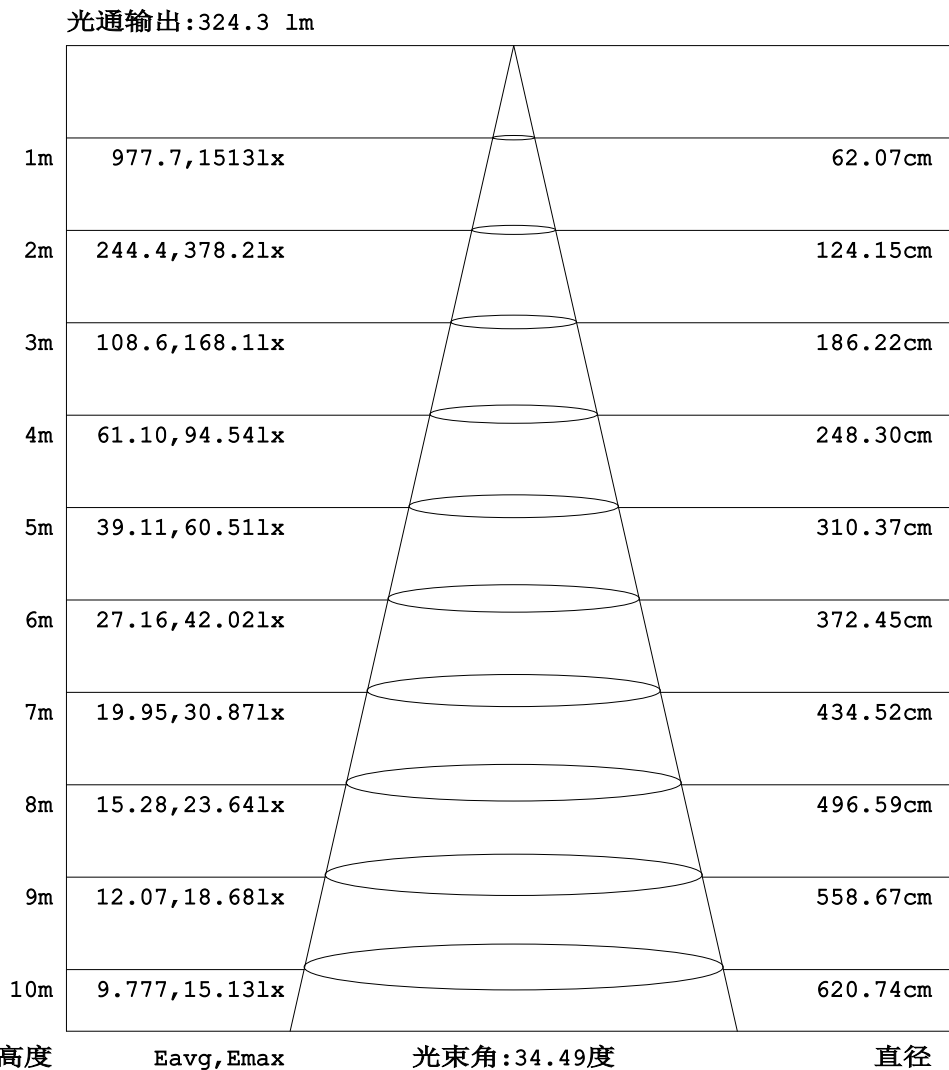 光通输出:324.3 lm
1m 977.7,1513lx 62.07cm
2m 244.4,378.2lx 124.15cm
3m 108.6,168.1lx 186.22cm
4m 61.10,94.54lx 248.30cm
5m 39.11,60.51lx 310.37cm
6m 27.16,42.02lx 372.45cm
7m 19.95,30.87lx 434.52cm
8m 15.28,23.64lx 496.59cm
9m 12.07,18.68lx 558.67cm
10m 9.777,15.13lx 620.74cm
高度 Eavg,Emax 光束角:34.49度 直径